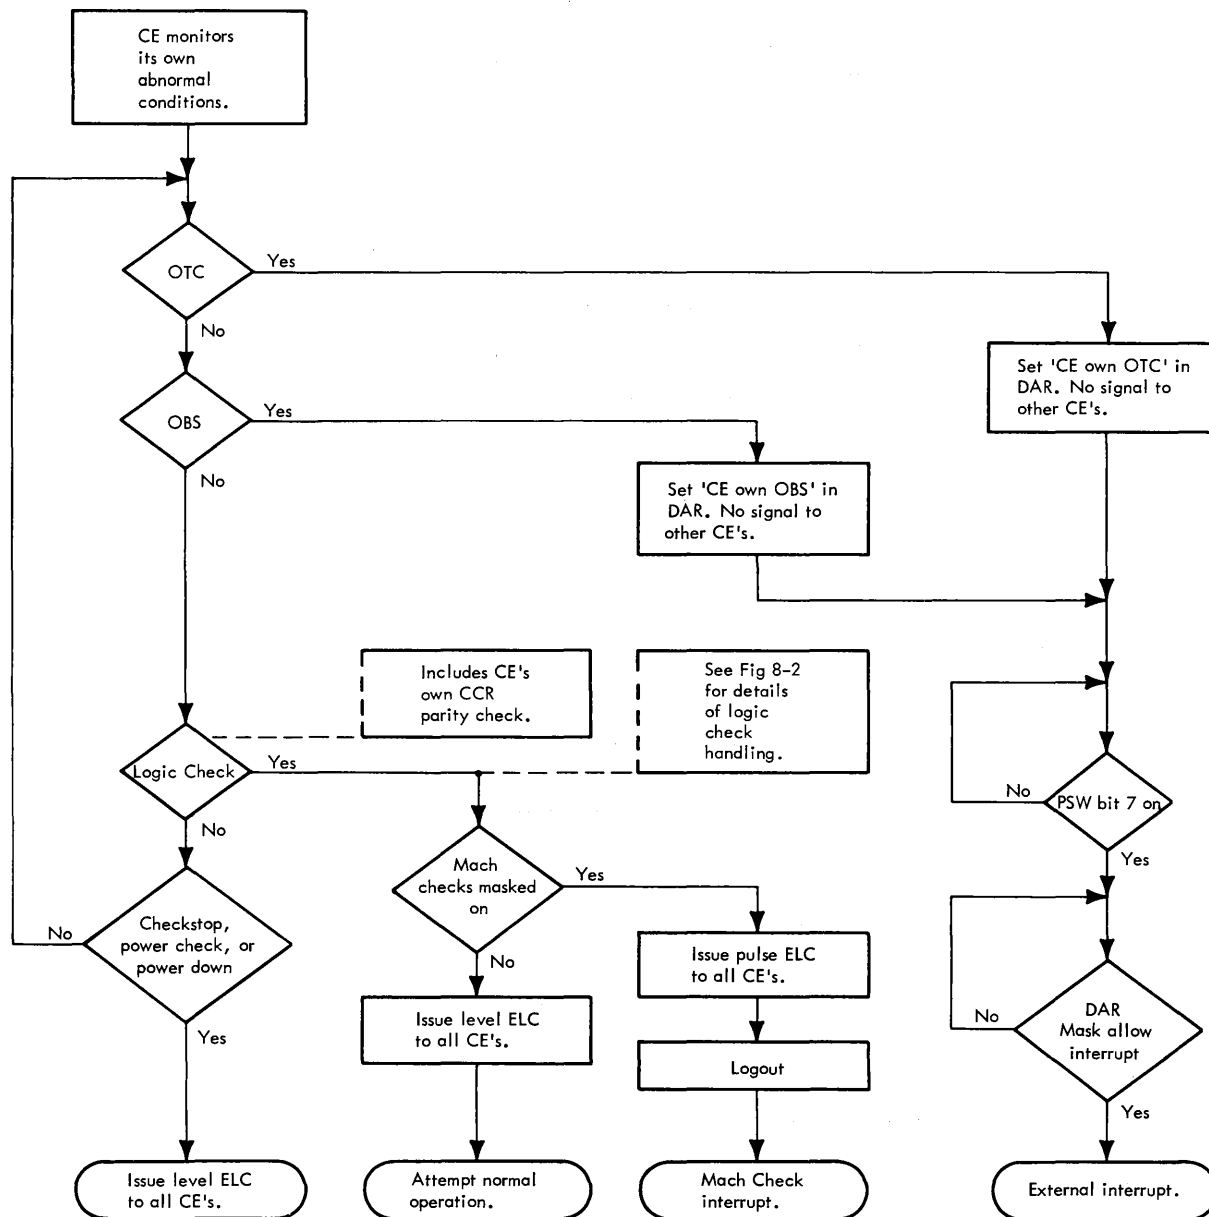 CE monitors
its own
abnormal
conditions.
OTC
Yes
No
Set 'CE own OTC' in
DAR. No signal to
other CE's.
OBS
Yes
No
Set 'CE own OBS' in
DAR. No signal to
other CE's.
Includes CE's
own CCR
parity check.
See Fig 8-2
for details
of logic
check
handling.
Logic Check
Yes
No
PSW bit 7 on
No
Yes
Mach
checks masked
on
Yes
No
Checkstop,
power check, or
power down
No
Yes
Issue pulse ELC
to all CE's.
Issue level ELC
to all CE's.
Logout
DAR
Mask allow
interrupt
No
Yes
Issue level ELC
to all CE's.
Attempt normal
operation.
Mach Check
interrupt.
External interrupt.